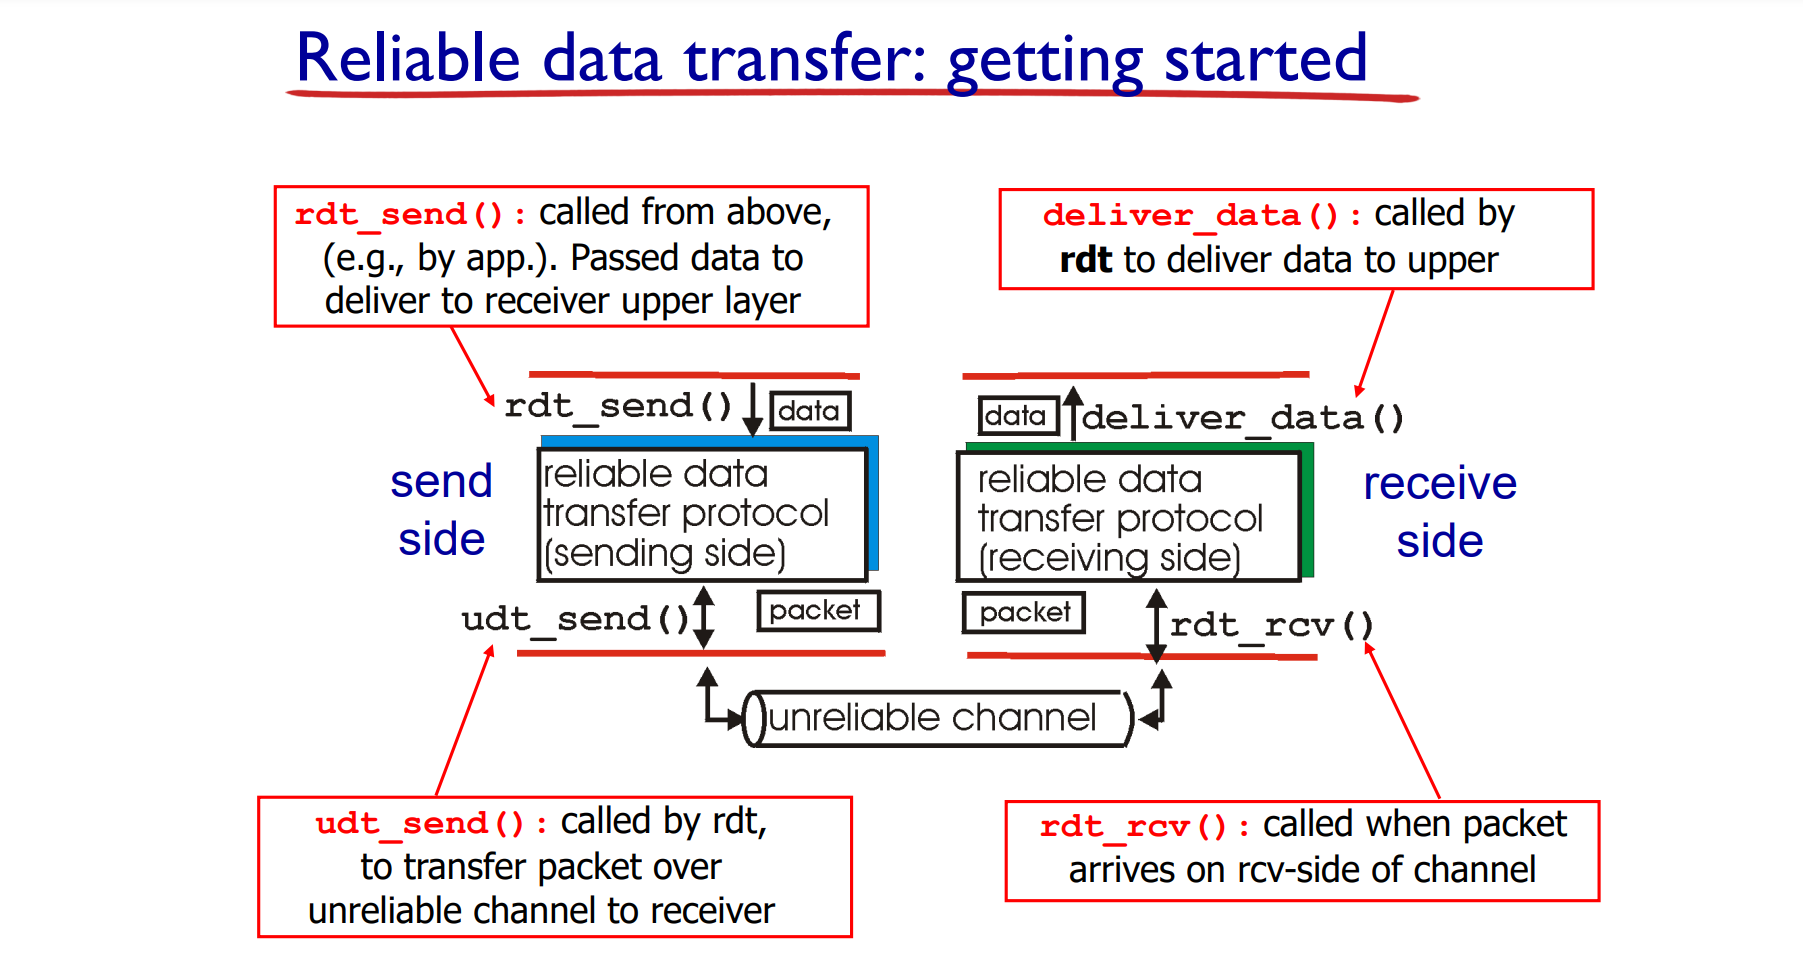 Reliable data transfer: getting started
rdt_send(): called from above,
(e.g., by app.). Passed data to
deliver to receiver upper layer
deliver_data(): called by
rdt to deliver data to upper
rdt_send()
data
data
deliver_data()
send
side
reliable data
transfer protocol
(sending side)
reliable data
transfer protocol
(receiving side)
receive
side
udt_send()
packet
packet
rdt_rcv()
unreliable channel
udt_send(): called by rdt,
to transfer packet over
unreliable channel to receiver
rdt_rcv(): called when packet
arrives on rcv-side of channel